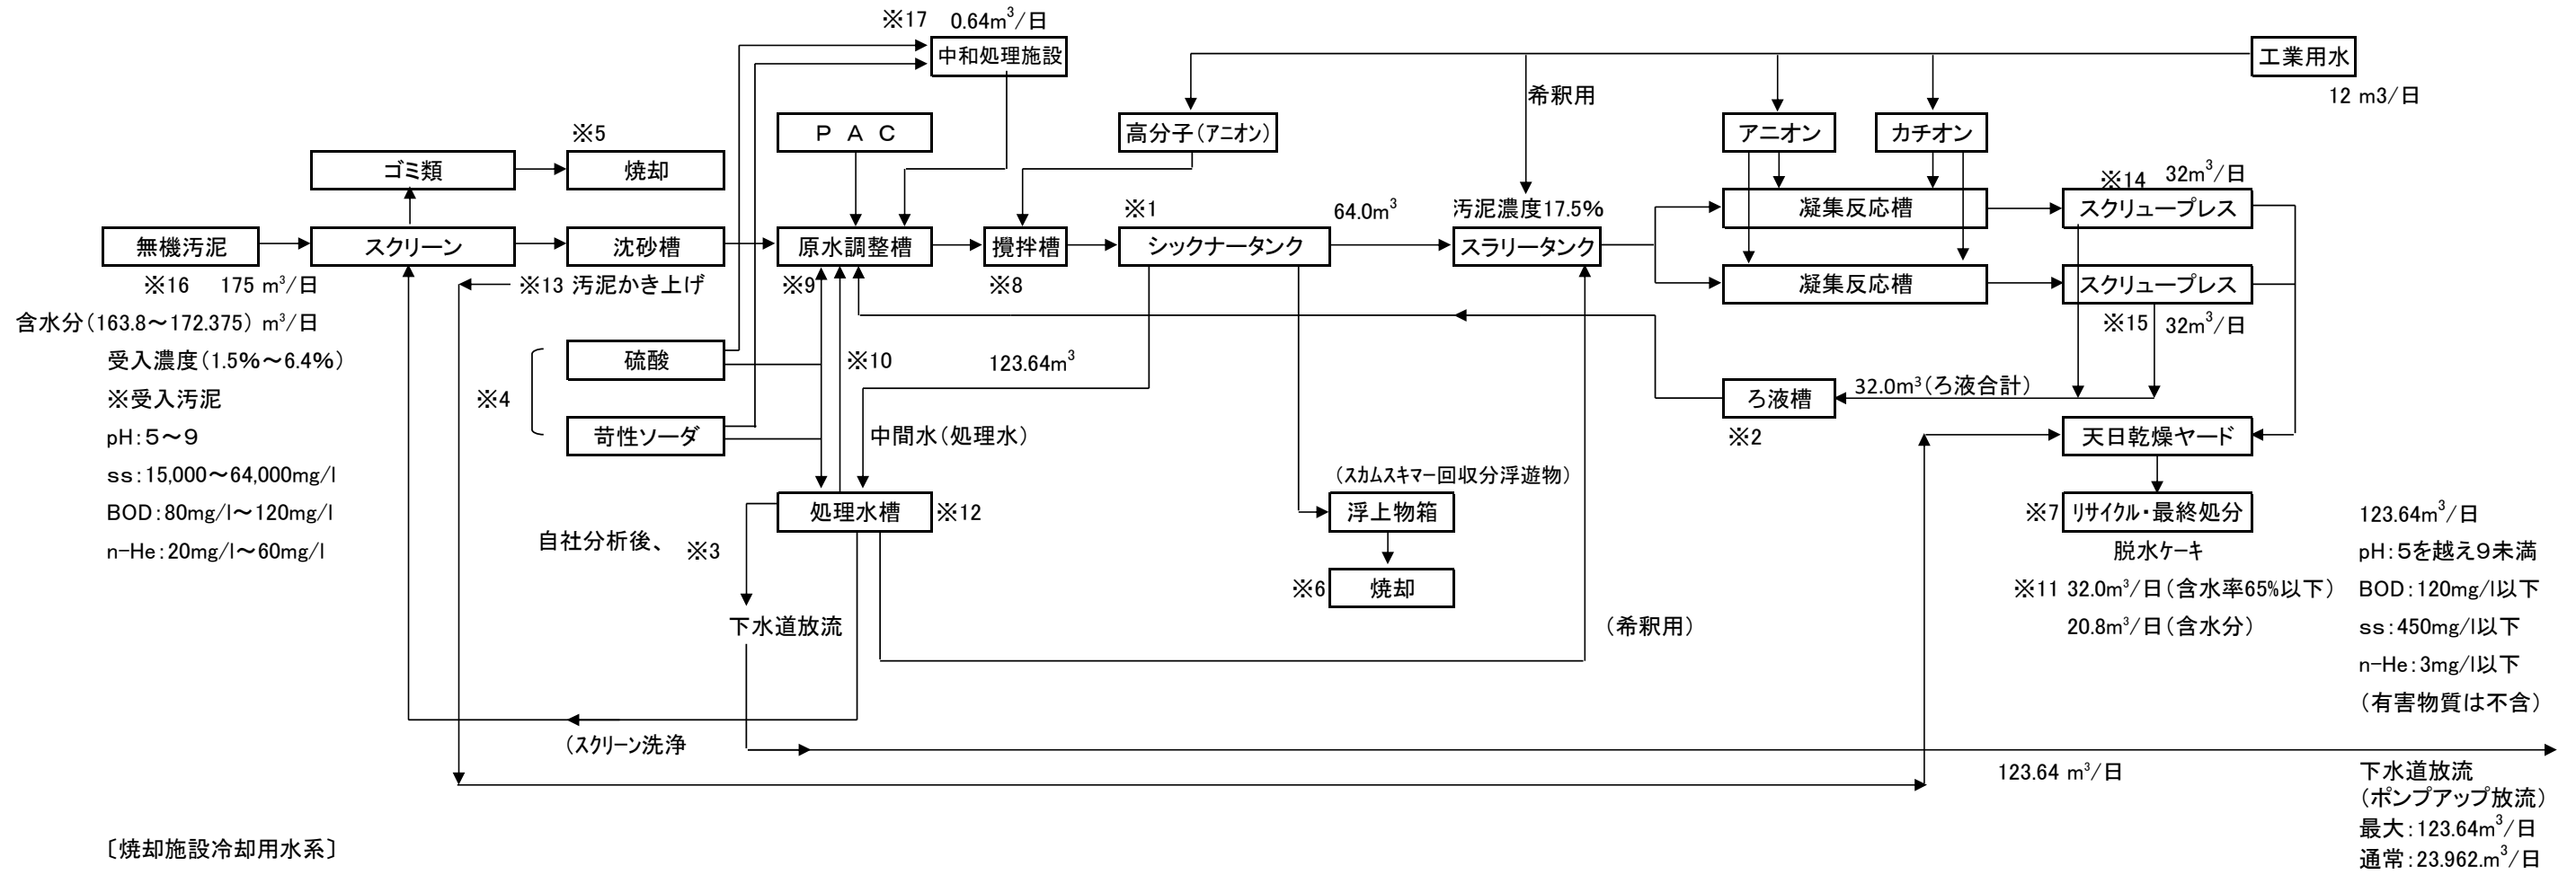 ※17 0.64m³/日
中和処理施設
工業用水
12 m3/日
希釈用
PAC
高分子(アニオン)
アニオン
カチオン
※5
ゴミ類
焼却
※14 32m³/日
※1
64.0m³
汚泥濃度17.5%
凝集反応槽
スクリュープレス
無機汚泥
スクリーン
沈砂槽
原水調整槽
攪拌槽
シックナータンク
スラリータンク
※16 175 m³/日
※13 汚泥かき上げ
※9
※8
凝集反応槽
スクリュープレス
含水分(163.8~172.375) m³/日
※15 32m³/日
受入濃度(1.5%~6.4%)
硫酸
※10
123.64m³
※受入汚泥
※4
32.0m³(ろ液合計)
ろ液槽
pH:5~9
苛性ソーダ
中間水(処理水)
※2
天日乾燥ヤード
ss:15,000~64,000mg/l
(スカムスキマー回収分浮遊物)
BOD:80mg/l~120mg/l
処理水槽
※12
浮上物箱
※7
リサイクル・最終処分
123.64m³/日
n-He:20mg/l~60mg/l
自社分析後、 ※3
脱水ケーキ
pH:5を越え9未満
※6
焼却
※11 32.0m³/日(含水率65%以下)
BOD:120mg/l以下
下水道放流
(希釈用)
20.8m³/日(含水分)
ss:450mg/l以下
n-He:3mg/l以下
(有害物質は不含)
(スクリーン洗浄
123.64 m³/日
下水道放流
(ポンプアップ放流)
最大:123.64m³/日
通常:23.962.m³/日
〔焼却施設冷却用水系〕